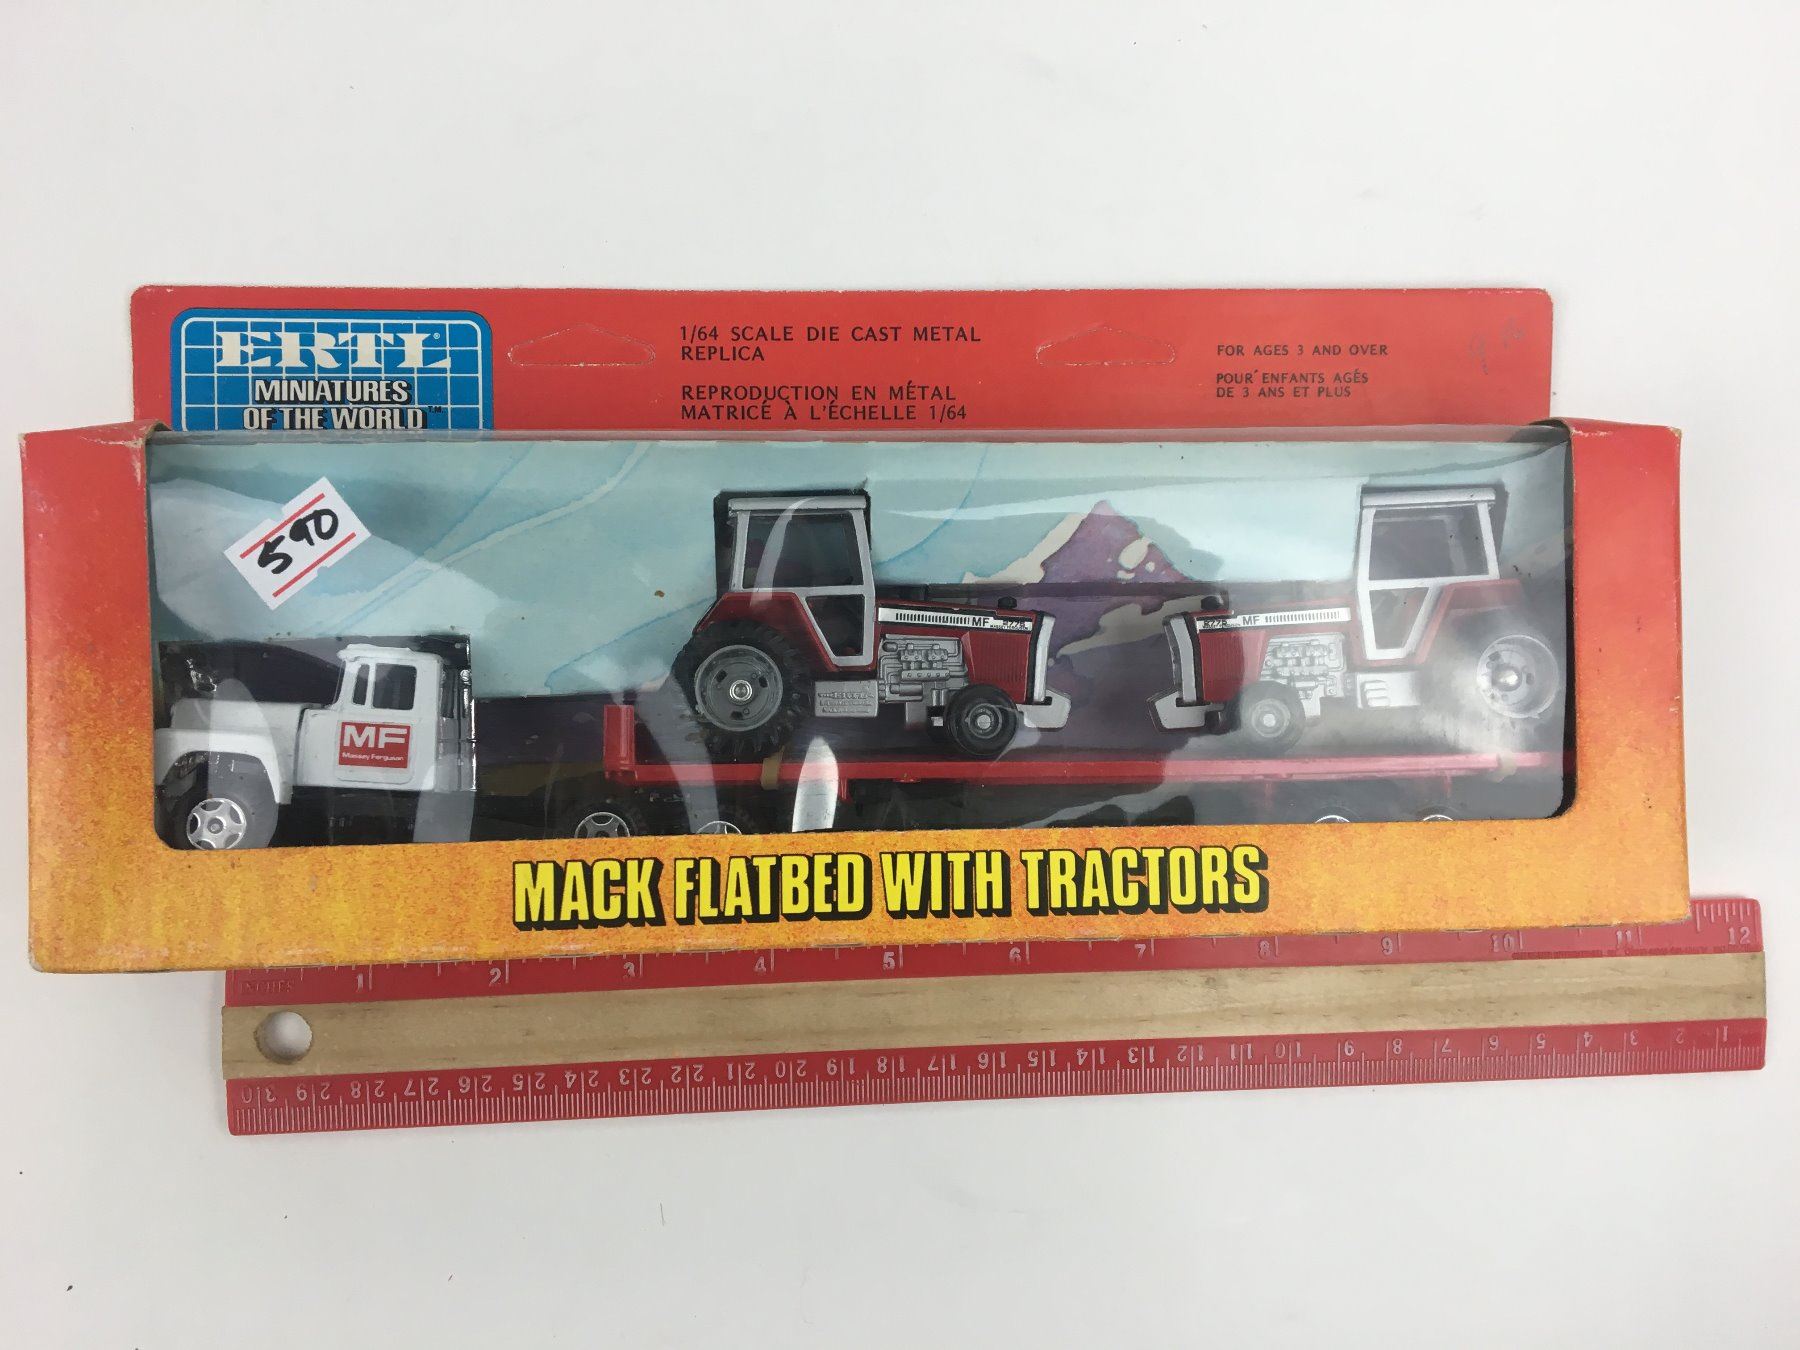 ERTL®
MINIATURES
OF THE WORLD™
1/64 SCALE DIE CAST METAL
REPLICA
REPRODUCTION EN MÉTAL
MATRICÉ À L'ÉCHELLE 1/64
FOR AGES 3 AND OVER
POUR ENFANTS AGÉS
DE 3 ANS ET PLUS
590
MF
Massey Ferguson
MF
MF
MACK FLATBED WITH TRACTORS
INCHES 1 2 3 4 5 6 7 8 9 10 11 12
30 29 28 27 26 25 24 23 22 21 20 19 18 17 16 15 14 13 12 11 10 9 8 7 6 5 4 3 2 1